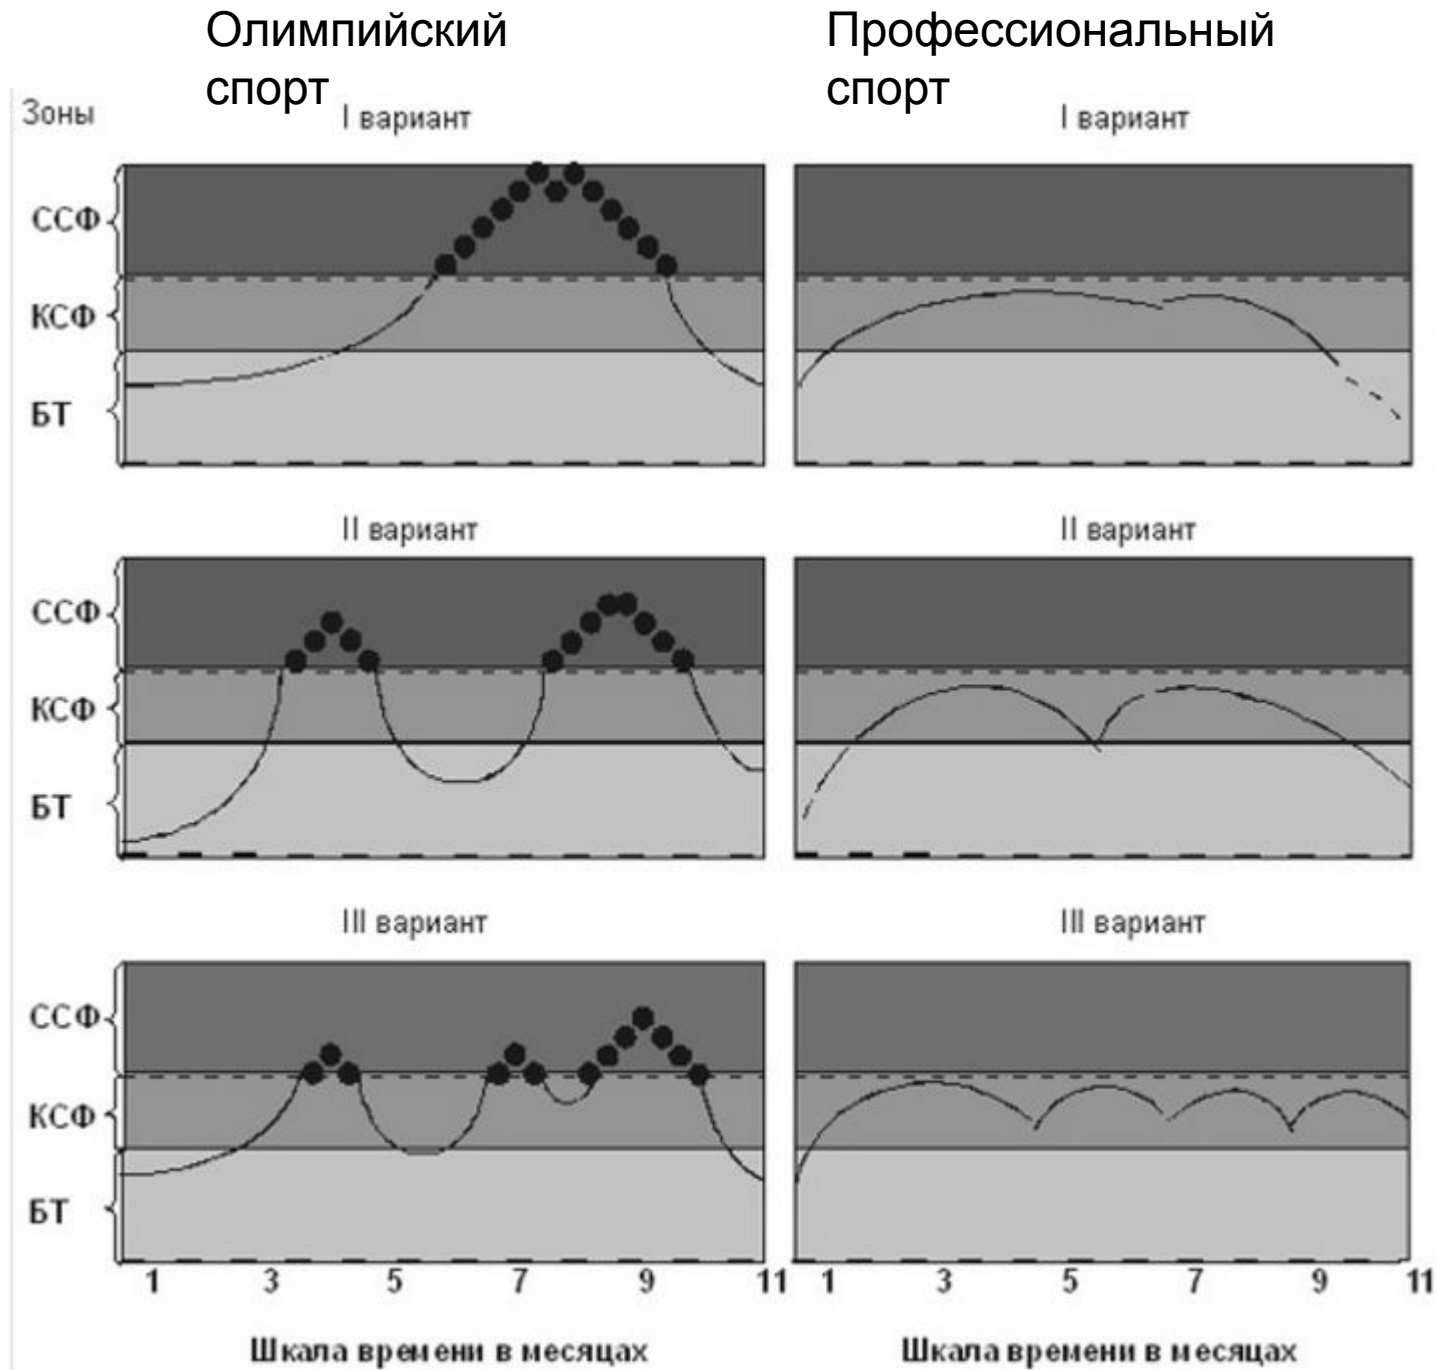 Олимпийский
спорт
Профессиональный
спорт
Зоны
I вариант
I вариант
ССФ
КСФ
БТ
II вариант
II вариант
ССФ
КСФ
БТ
III вариант
III вариант
ССФ
КСФ
БТ
1 3 5 7 9 11
1 3 5 7 9 11
Шкала времени в месяцах
Шкала времени в месяцах